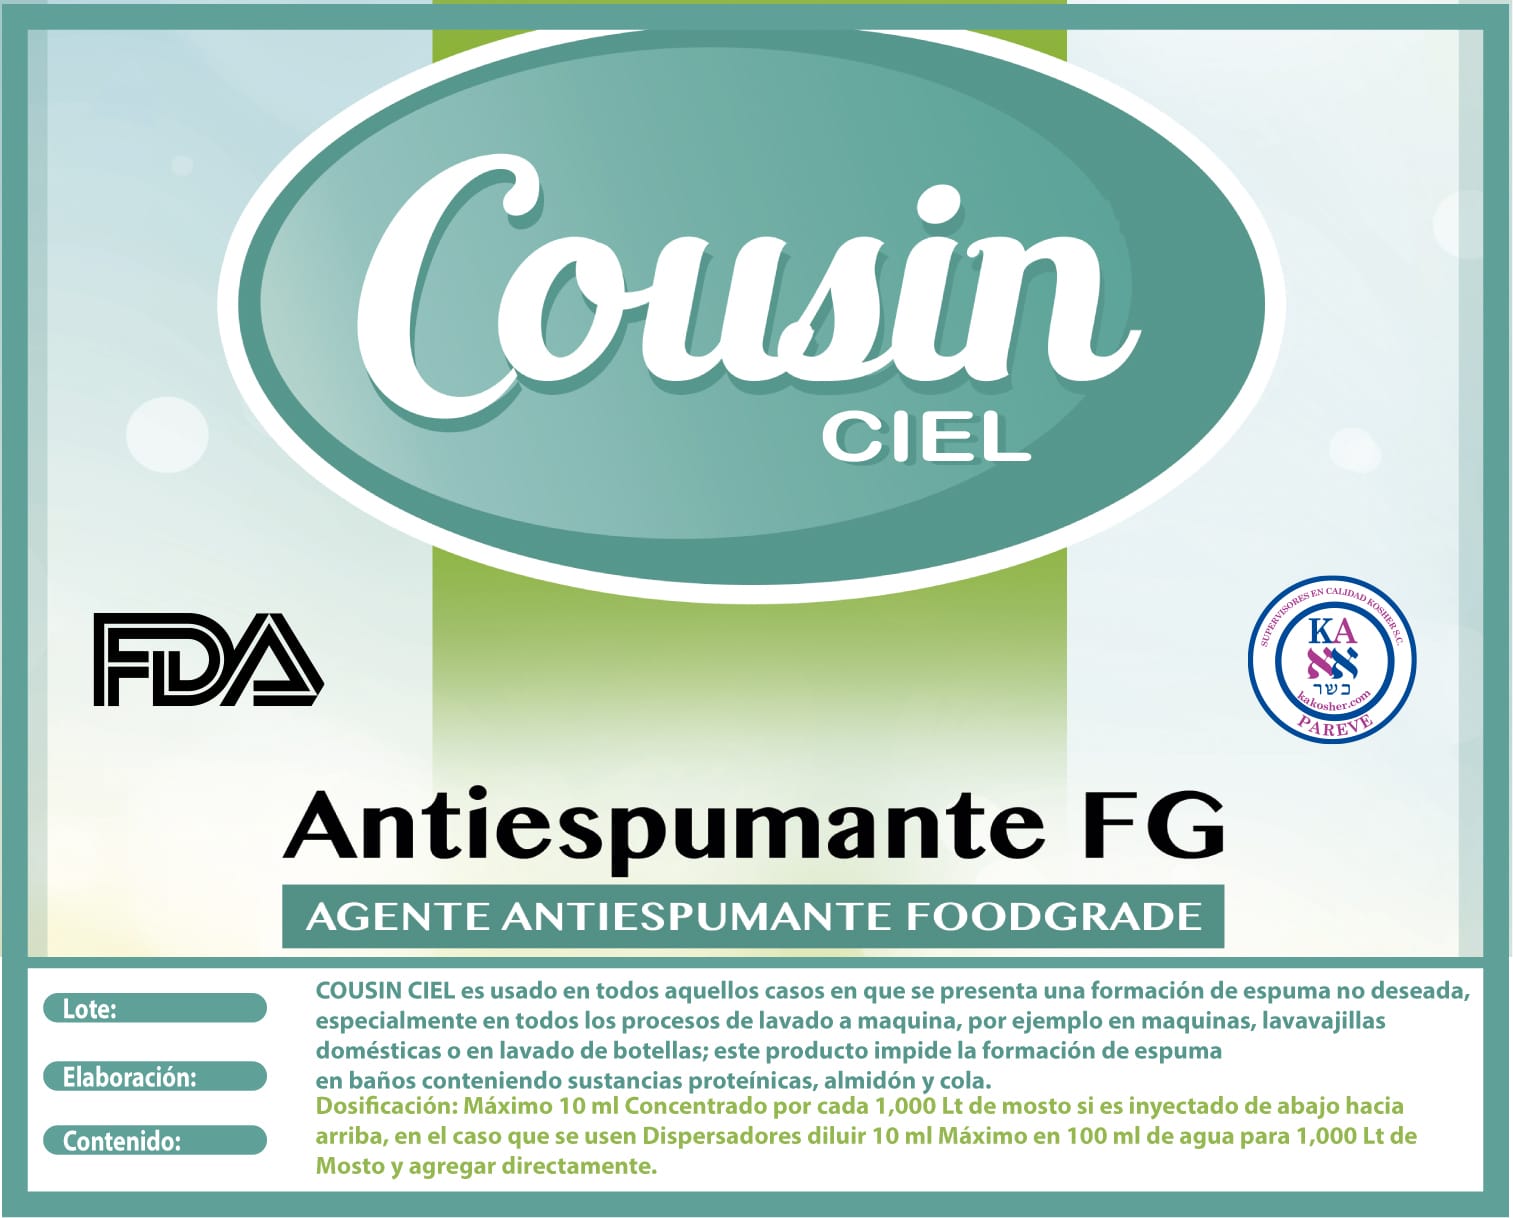 Cousin
CIEL
FDA
SUPERVISORES EN CALIDAD KOSHER S.C.
KA
אא
כשר
kakosher.com
PAREVE
Antiespumante FG
AGENTE ANTIESPUMANTE FOODGRADE
Lote:
Elaboración:
Contenido:
COUSIN CIEL es usado en todos aquellos casos en que se presenta una formación de espuma no deseada,
especialmente en todos los procesos de lavado a maquina, por ejemplo en maquinas, lavavajillas
domésticas o en lavado de botellas; este producto impide la formación de espuma
en baños conteniendo sustancias proteínicas, almidón y cola.
Dosificación: Máximo 10 ml Concentrado por cada 1,000 Lt de mosto si es inyectado de abajo hacia
arriba, en el caso que se usen Dispersadores diluir 10 ml Máximo en 100 ml de agua para 1,000 Lt de
Mosto y agregar directamente.